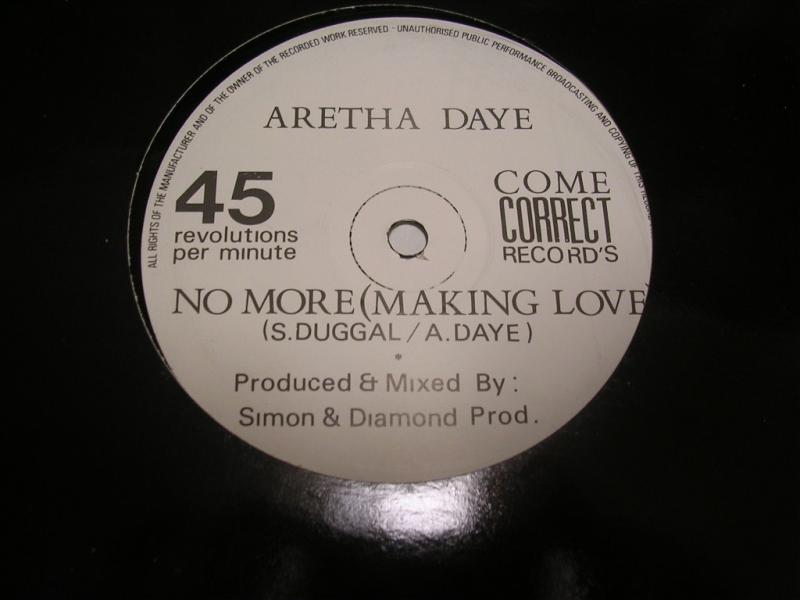 ALL RIGHTS OF THE MANUFACTURER AND OF THE OWNER OF THE RECORDED WORK RESERVED - UNAUTHORISED PUBLIC PERFORMANCE BROADCASTING AND COPYING OF THIS
ARETHA DAYE
45
revolutions
per minute
COME
CORRECT
RECORD'S
NO MORE (MAKING LOVE
(S.DUGGAL / A.DAYE)
*
Produced & Mixed By:
Simon & Diamond Prod.